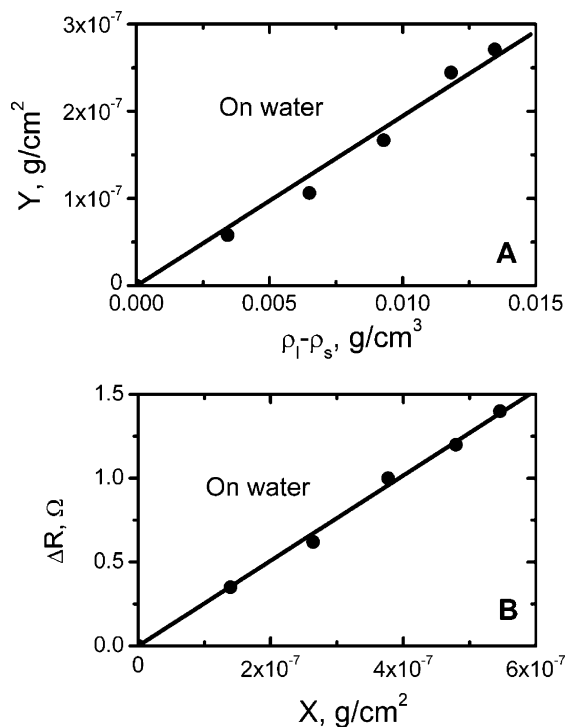 3x10⁻⁷
2x10⁻⁷
1x10⁻⁷
0
Y, g/cm²
On water
A
0.000 0.005 0.010 0.015
ρₗ-ρₛ, g/cm³
1.5
1.0
0.5
0.0
ΔR, Ω
On water
B
0 2x10⁻⁷ 4x10⁻⁷ 6x10⁻⁷
X, g/cm²